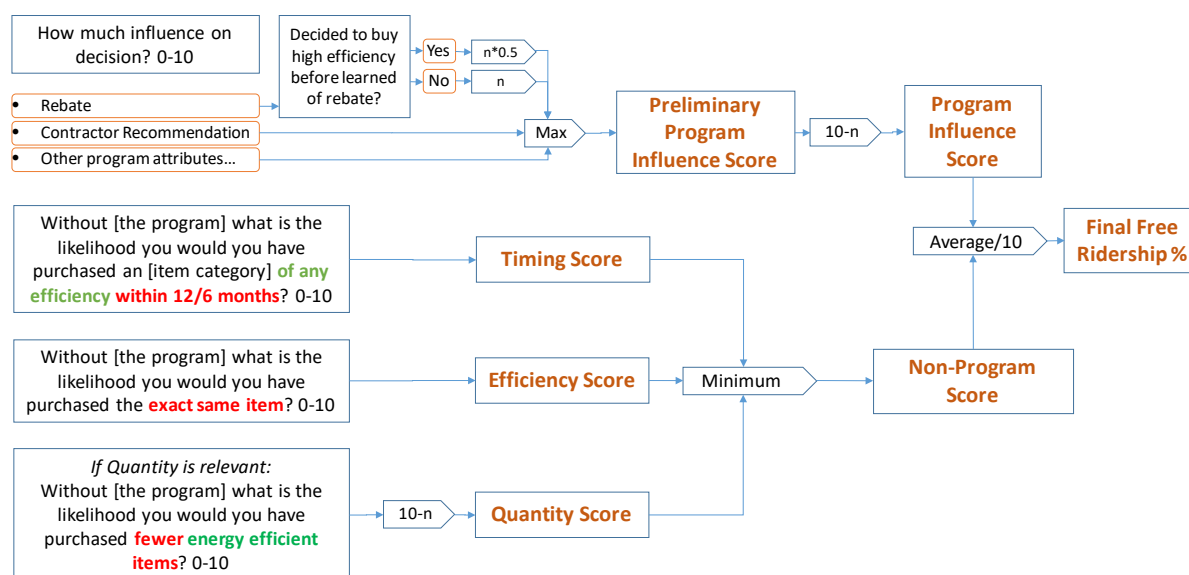 How much influence on
decision? 0-10
Decided to buy
high efficiency
before learned
of rebate?
Yes
n*0.5
No
n
• Rebate
• Contractor Recommendation
• Other program attributes...
Max
Preliminary
Program
Influence Score
10-n
Program
Influence
Score
Without [the program] what is the
likelihood you would you have
purchased an [item category] of any
efficiency within 12/6 months? 0-10
Timing Score
Average/10
Final Free
Ridership %
Without [the program] what is the
likelihood you would you have
purchased the exact same item? 0-10
Efficiency Score
Minimum
Non-Program
Score
If Quantity is relevant:
Without [the program] what is the
likelihood you would you have
purchased fewer energy efficient
items? 0-10
10-n
Quantity Score